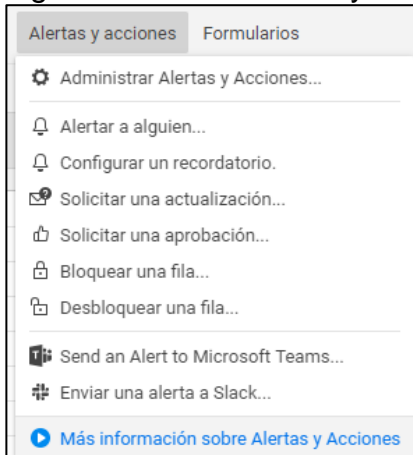 Alertas y acciones Formularios
Administrar Alertas y Acciones...
Alertar a alguien...
Configurar un recordatorio.
Solicitar una actualización...
Solicitar una aprobación...
Bloquear una fila...
Desbloquear una fila...
Send an Alert to Microsoft Teams...
Enviar una alerta a Slack...
Más información sobre Alertas y Acciones